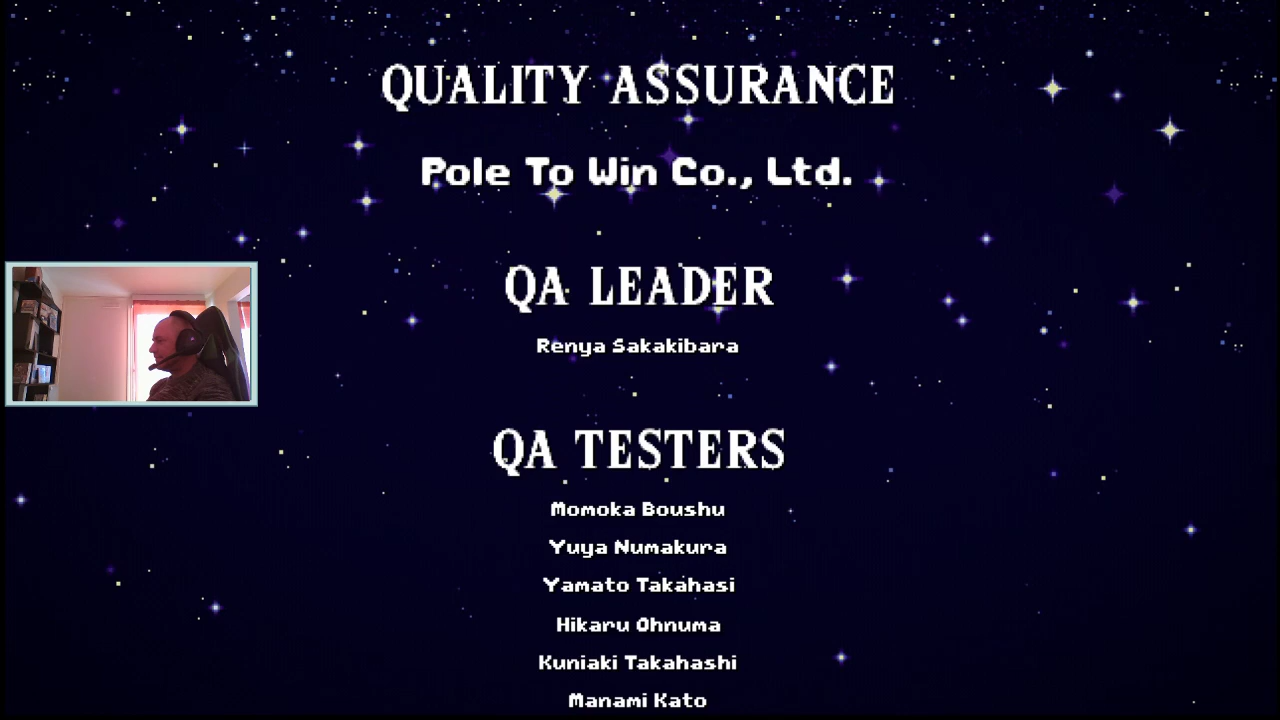 QUALITY ASSURANCE
Pole To Win Co., Ltd.
QA LEADER
Renya Sakakibara
QA TESTERS
Momoka Boushu
Yuya Numakura
Yamato Takahasi
Hikaru Ohnuma
Kuniaki Takahashi
Manami Kato